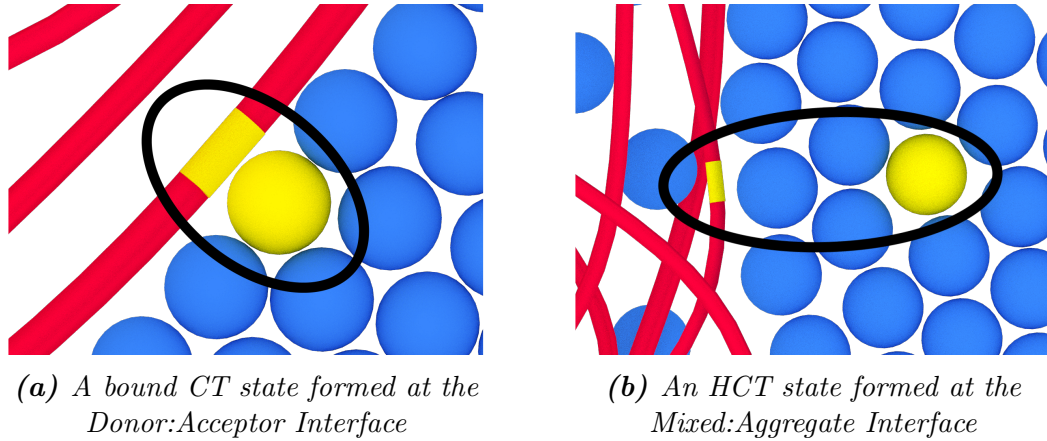 (a) A bound CT state formed at the
Donor:Acceptor Interface
(b) An HCT state formed at the
Mixed:Aggregate Interface